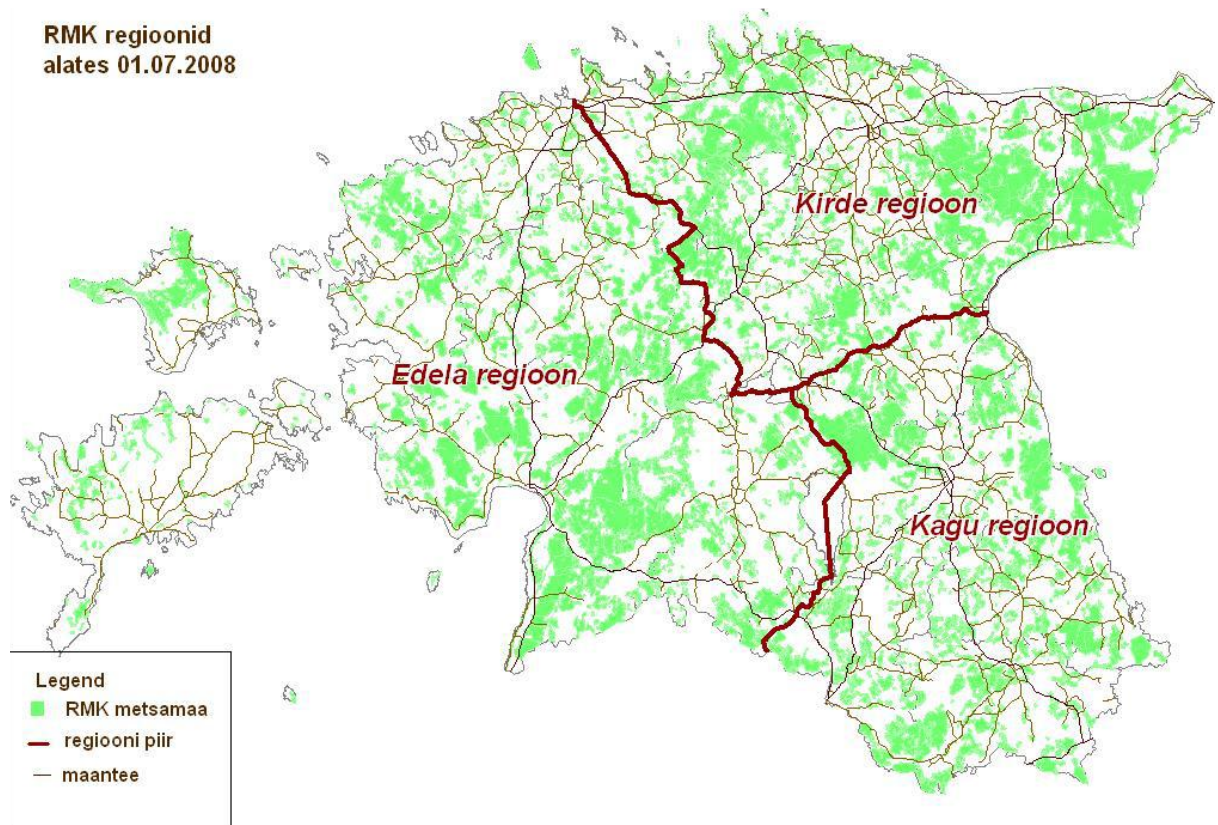 RMK regioonid
alates 01.07.2008
Kirde regioon
Edela regioon
Kagu regioon
Legend
RMK metsamaa
regiooni piir
maantee